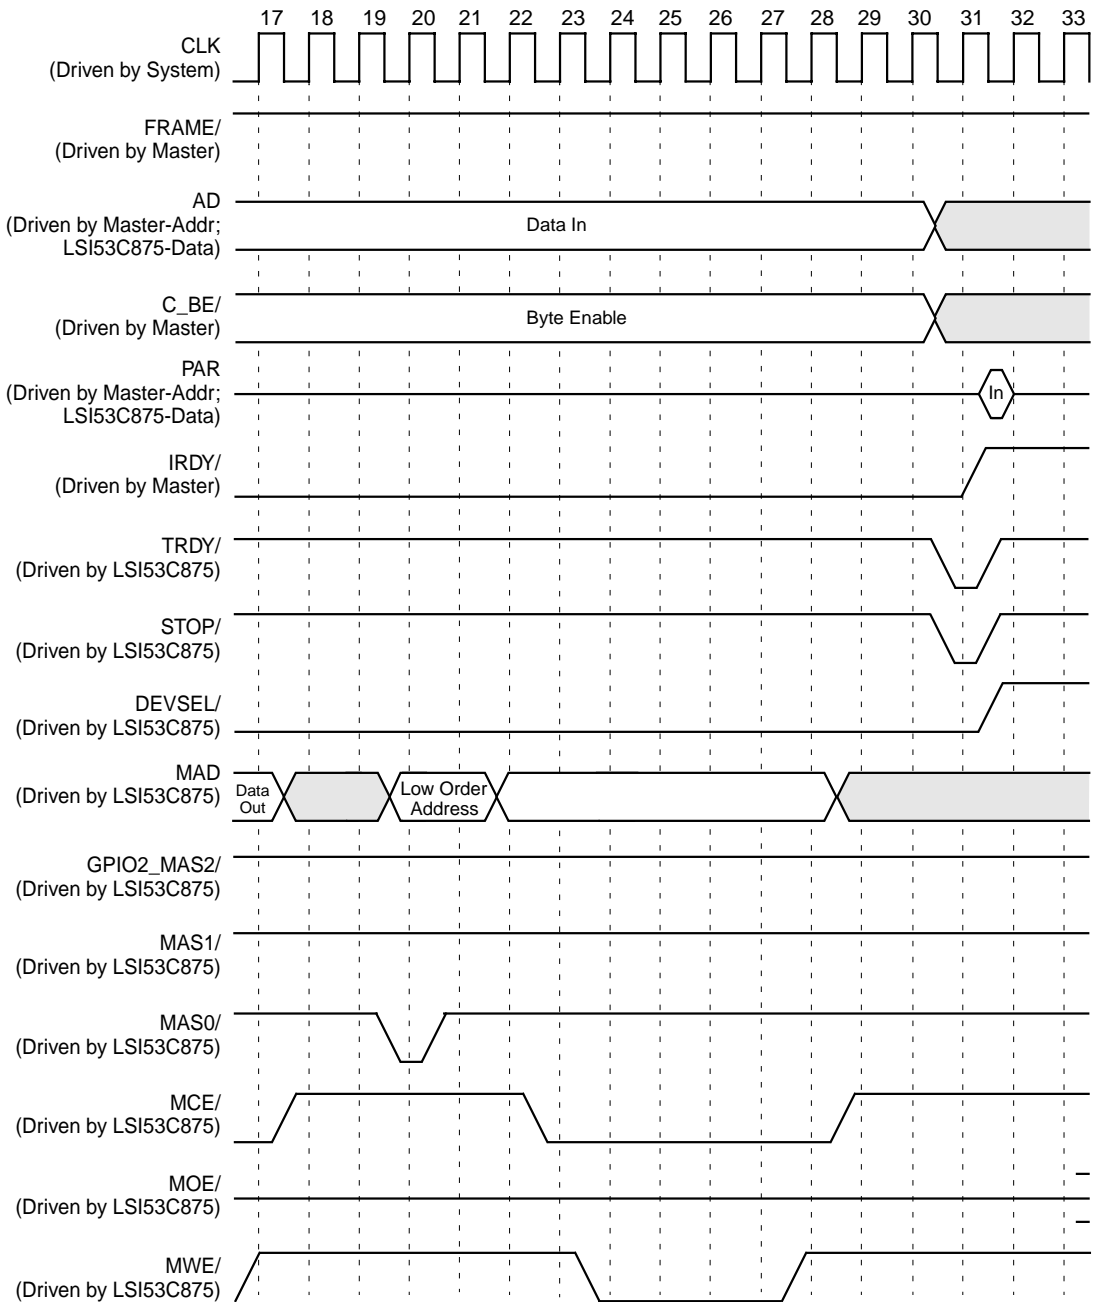 17 18 19 20 21 22 23 24 25 26 27 28 29 30 31 32 33
CLK
(Driven by System)
FRAME/
(Driven by Master)
AD
(Driven by Master-Addr;
LSI53C875-Data)
Data In
C_BE/
(Driven by Master)
Byte Enable
PAR
(Driven by Master-Addr;
LSI53C875-Data)
In
IRDY/
(Driven by Master)
TRDY/
(Driven by LSI53C875)
STOP/
(Driven by LSI53C875)
DEVSEL/
(Driven by LSI53C875)
MAD
(Driven by LSI53C875)
Data
Out
Low Order
Address
GPIO2_MAS2/
(Driven by LSI53C875)
MAS1/
(Driven by LSI53C875)
MAS0/
(Driven by LSI53C875)
MCE/
(Driven by LSI53C875)
MOE/
(Driven by LSI53C875)
MWE/
(Driven by LSI53C875)